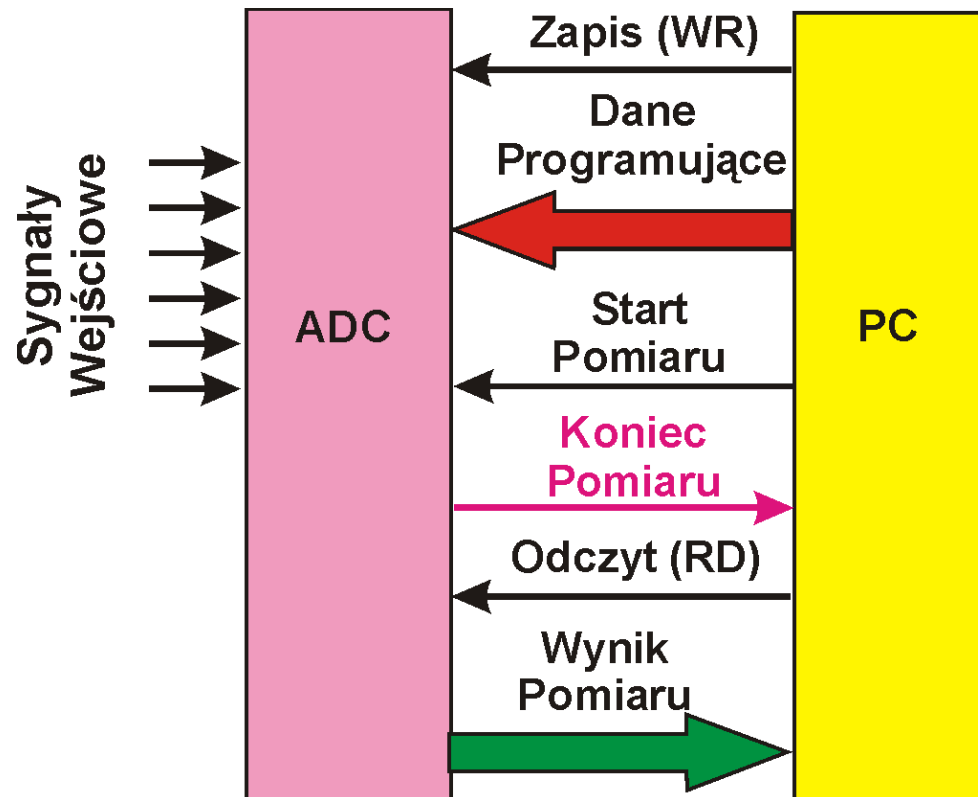 Sygnały
Wejściowe
ADC
Zapis (WR)
Dane
Programujące
Start
Pomiaru
Koniec
Pomiaru
Odczyt (RD)
Wynik
Pomiaru
PC